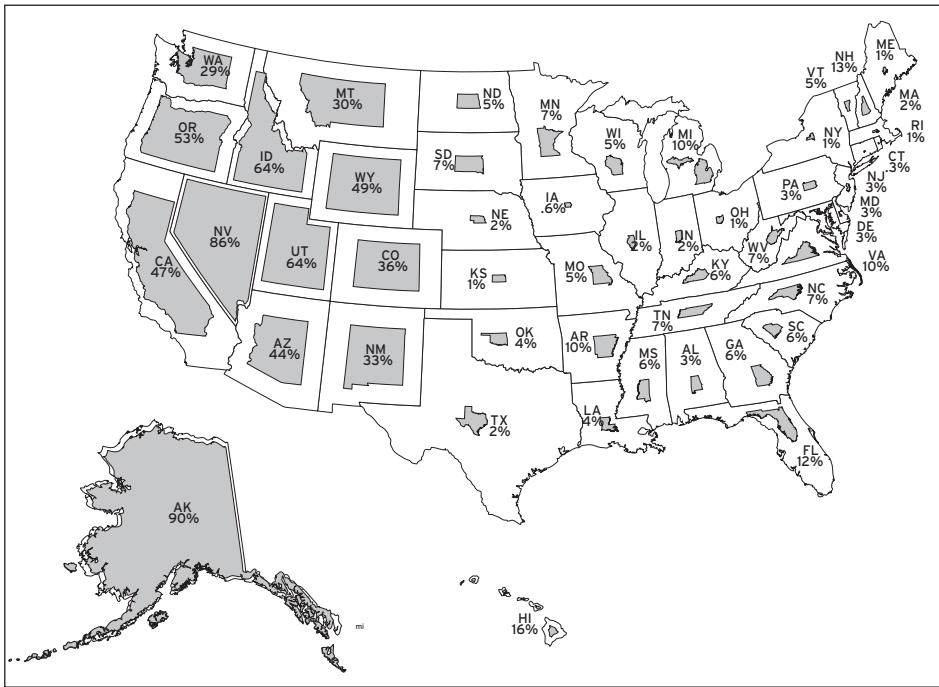 WA
29%
MT
30%
ND
5%
MN
7%
OR
53%
ID
64%
WY
49%
SD
7%
WI
5%
MI
10%
VT
5%
NH
13%
ME
1%
MA
2%
RI
1%
NY
1%
CT
.3%
NJ
3%
PA
3%
MD
3%
DE
3%
VA
10%
NV
86%
UT
64%
CO
36%
CA
47%
NE
2%
IA
.6%
IL
2%
IN
2%
OH
1%
WV
7%
KY
6%
KS
1%
MO
5%
NC
7%
TN
7%
SC
6%
AZ
44%
NM
33%
OK
4%
AR
10%
MS
6%
AL
3%
GA
6%
TX
2%
LA
4%
FL
12%
AK
90%
HI
16%
mi